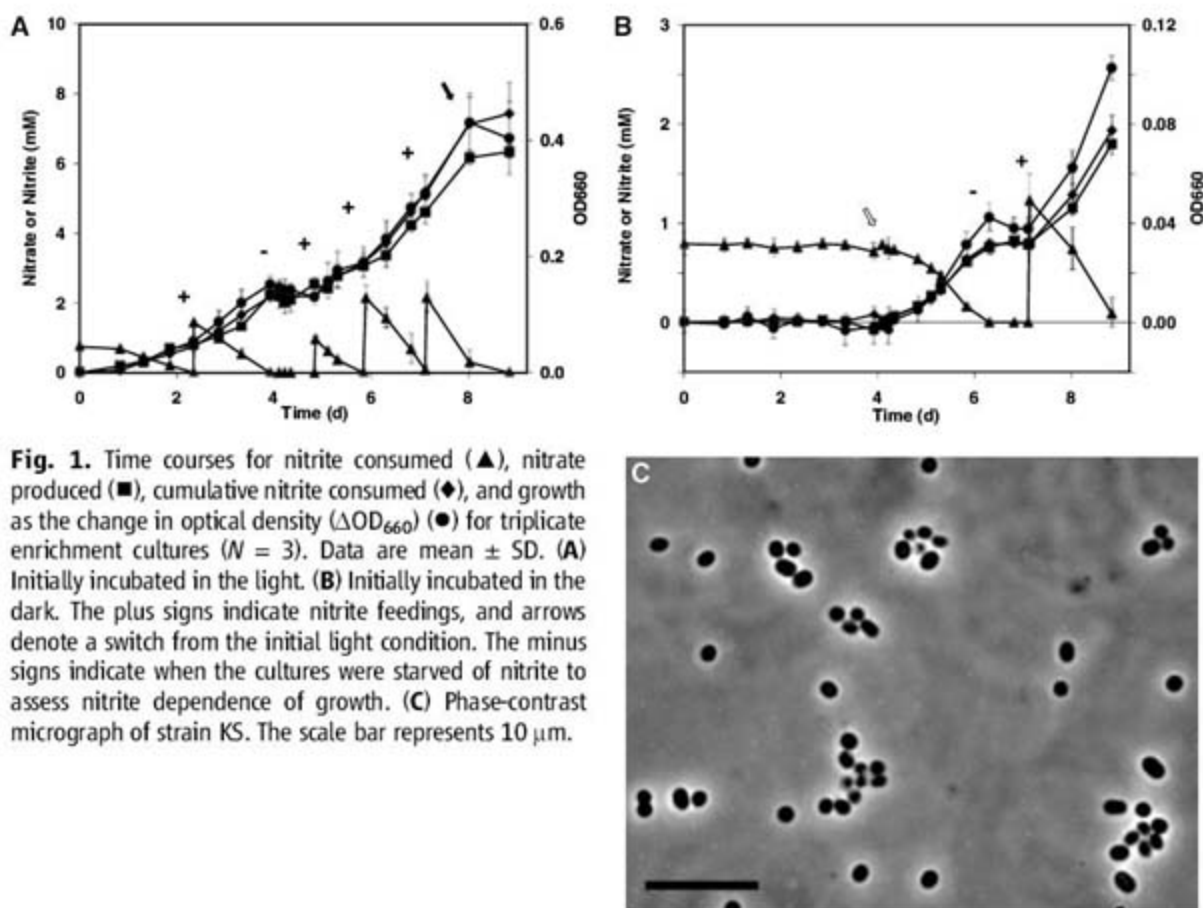 A
B
10
8
6
4
2
0
Nitrate or Nitrite (mM)
0.6
0.4
0.2
0.0
OD660
0 2 4 6 8
Time (d)
+
-
+
+
+
3
2
1
0
Nitrate or Nitrite (mM)
0.12
0.08
0.04
0.00
OD660
0 2 4 6 8
Time (d)
-
+
Fig. 1. Time courses for nitrite consumed (▲), nitrate
produced (■), cumulative nitrite consumed (◆), and growth
as the change in optical density (ΔOD660) (●) for triplicate
enrichment cultures (N = 3). Data are mean ± SD. (A)
Initially incubated in the light. (B) Initially incubated in the
dark. The plus signs indicate nitrite feedings, and arrows
denote a switch from the initial light condition. The minus
signs indicate when the cultures were starved of nitrite to
assess nitrite dependence of growth. (C) Phase-contrast
micrograph of strain KS. The scale bar represents 10 μm.
C